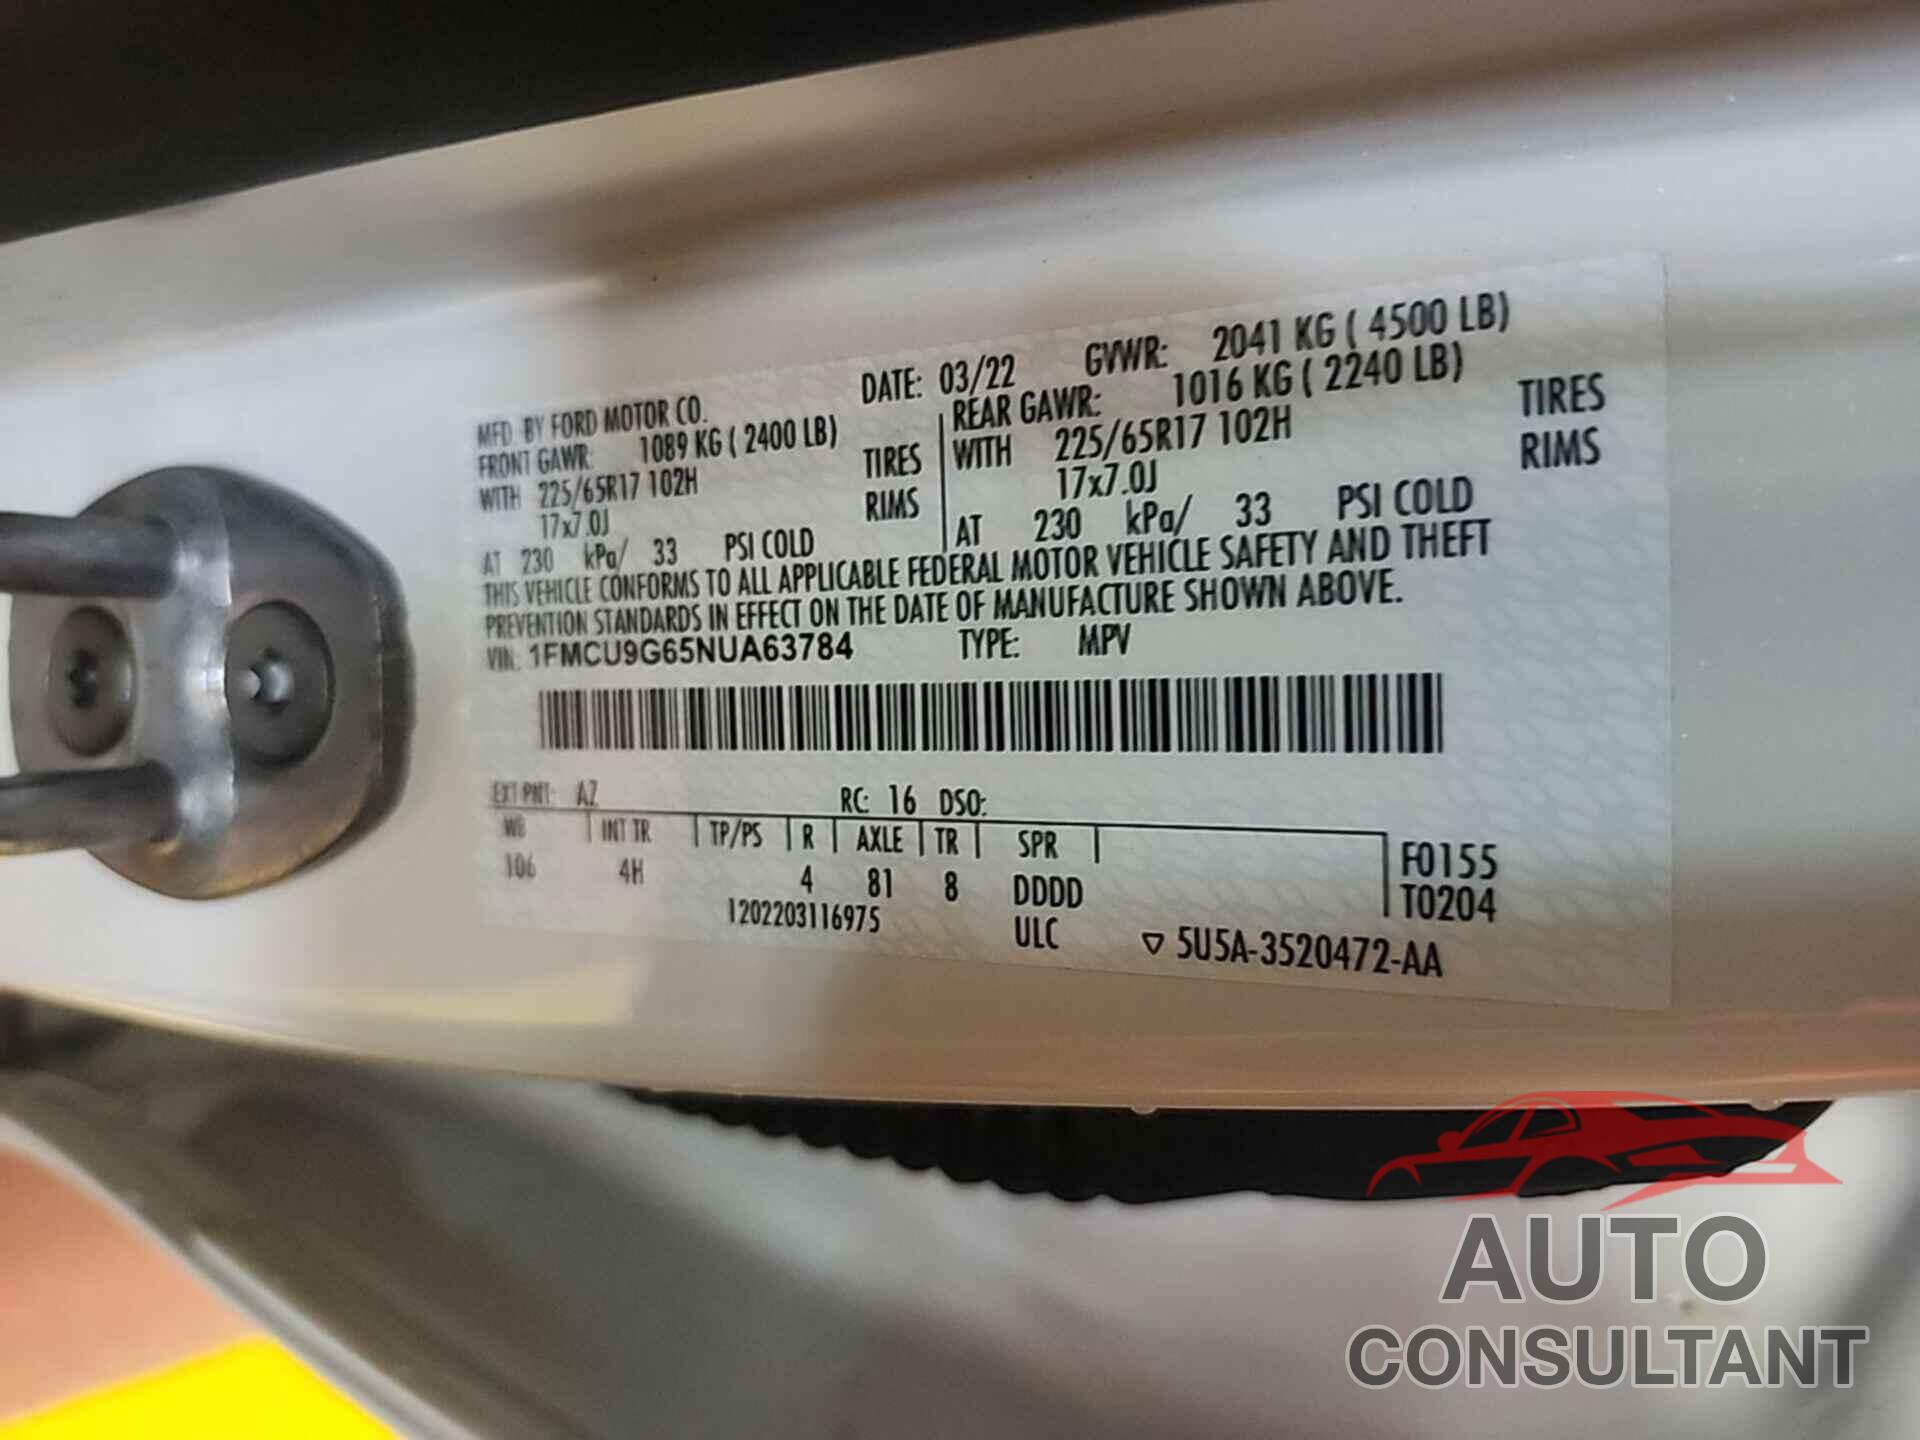 MFD. BY FORD MOTOR CO.
DATE: 03/22 GVWR: 2041 KG ( 4500 LB)
FRONT GAWR: 1089 KG ( 2400 LB)
WITH 225/65R17 102H TIRES
17x7.0J RIMS
AT 230 kPa/ 33 PSI COLD
REAR GAWR: 1016 KG ( 2240 LB)
WITH 225/65R17 102H TIRES
17x7.0J RIMS
AT 230 kPa/ 33 PSI COLD
THIS VEHICLE CONFORMS TO ALL APPLICABLE FEDERAL MOTOR VEHICLE SAFETY AND THEFT
PREVENTION STANDARDS IN EFFECT ON THE DATE OF MANUFACTURE SHOWN ABOVE.
VIN: 1FMCU9G65NUA63784 TYPE: MPV
EXT PNT: AZ RC: 16 DSO:
WB INT TR TP/PS R AXLE TR SPR
106 4H 4 81 8 DDDD
F0155
T0204
1202203116975 ULC 5U5A-3520472-AA
AUTO
CONSULTANT